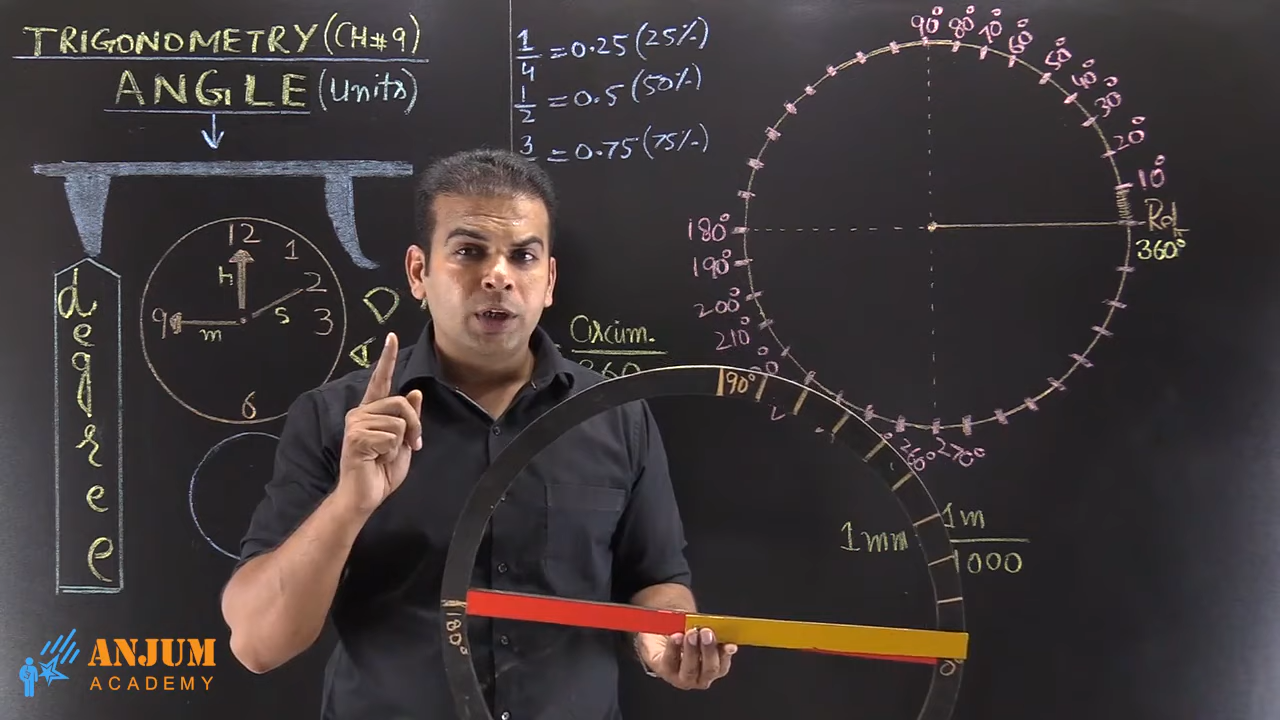 TRIGONOMETRY (CH#9)
ANGLE (Units)
degree
12
1
2
3
6
9
h
s
m
D
1/4 = 0.25 (25%)
1/2 = 0.5 (50%)
3 = 0.75 (75%)
Circum.
360
90°
80°
70°
60°
50°
40°
30°
20°
10°
Ref
360°
180°
190°
200°
210°
260°
270°
90°
180°
0°
1mm
1m
1000
ANJUM
ACADEMY